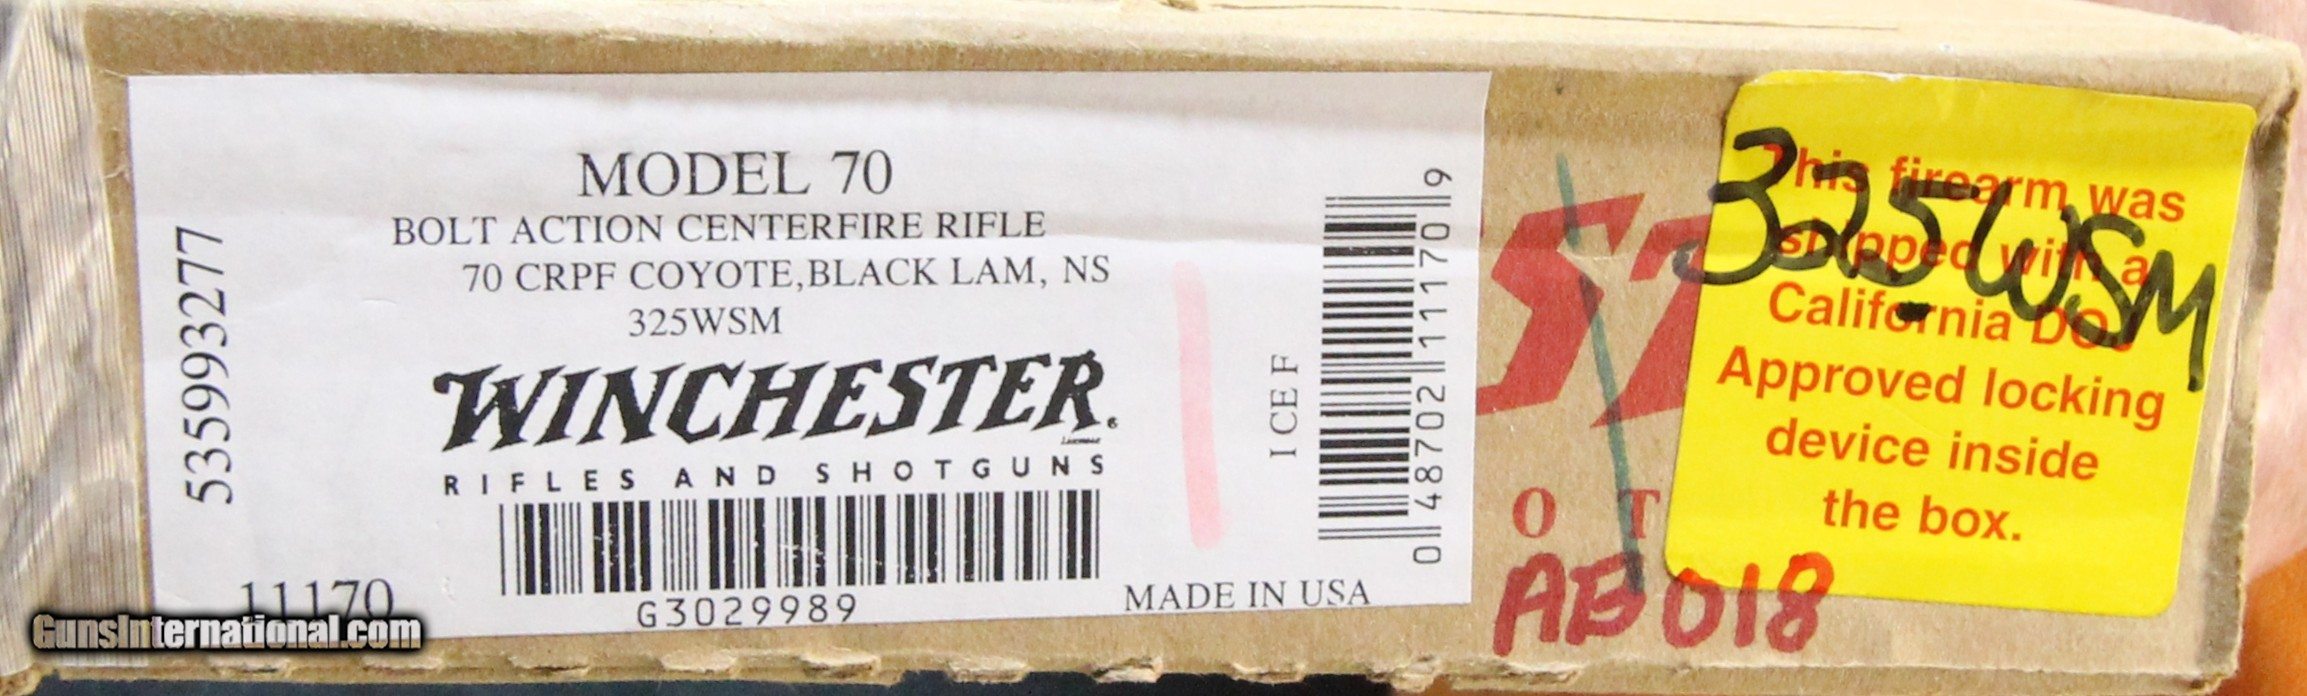 MODEL 70
BOLT ACTION CENTERFIRE RIFLE
70 CRPF COYOTE,BLACK LAM, NS
325WSM
WINCHESTER
RIFLES AND SHOTGUNS
G3029989
5359993277
11170
MADE IN USA
I CE F
0 48702 11170 9
ST
O T
AB018
This firearm was
shipped with a
California DOJ
Approved locking
device inside
the box.
325WSM
GunsInternational.com